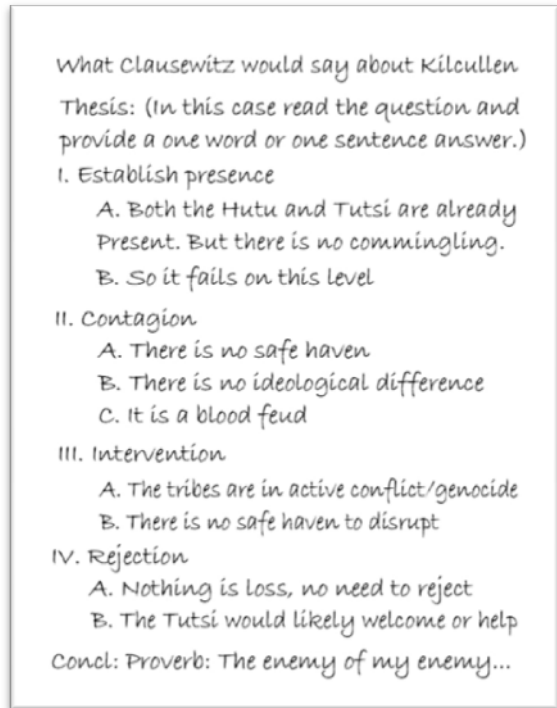 What Clausewitz would say about Kilcullen
Thesis: (In this case read the question and
provide a one word or one sentence answer.)
I. Establish presence
A. Both the Hutu and Tutsi are already
Present. But there is no commingling.
B. So it fails on this level
II. Contagion
A. There is no safe haven
B. There is no ideological difference
C. It is a blood feud
III. Intervention
A. The tribes are in active conflict/genocide
B. There is no safe haven to disrupt
IV. Rejection
A. Nothing is loss, no need to reject
B. The Tutsi would likely welcome or help
Concl: Proverb: The enemy of my enemy...